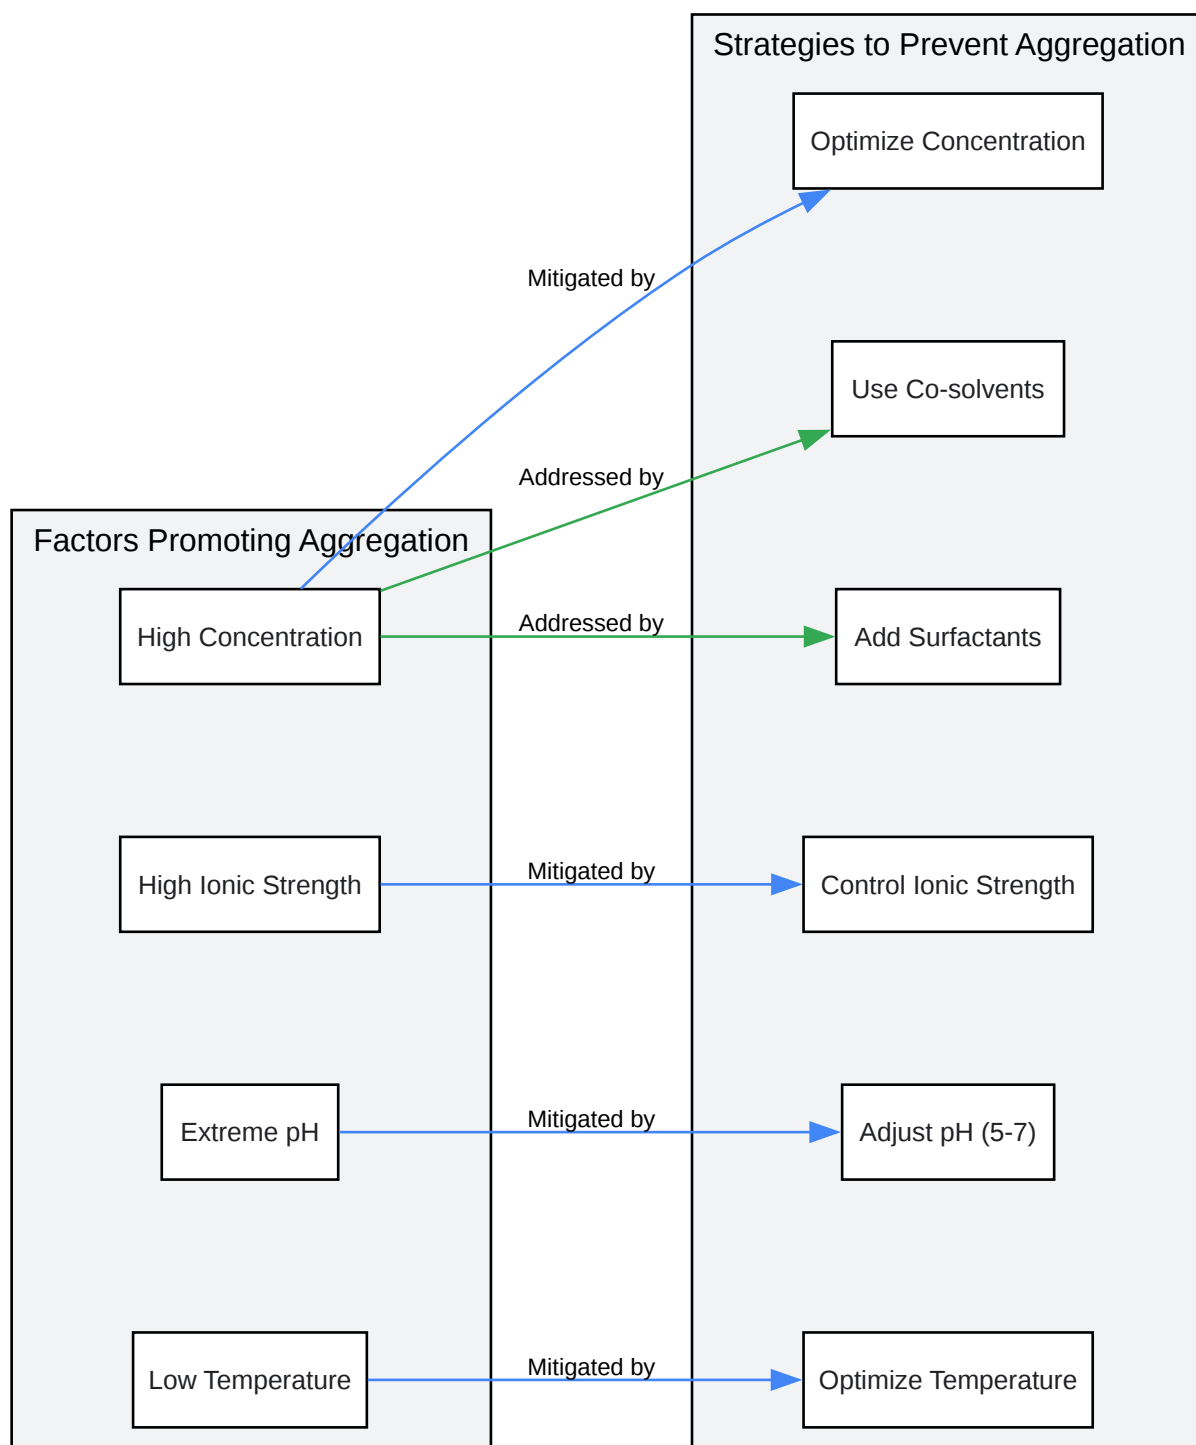 Strategies to Prevent Aggregation
Optimize Concentration
Mitigated by
Use Co-solvents
Addressed by
Factors Promoting Aggregation
High Concentration
Addressed by
Add Surfactants
High Ionic Strength
Mitigated by
Control Ionic Strength
Extreme pH
Mitigated by
Adjust pH (5-7)
Low Temperature
Mitigated by
Optimize Temperature